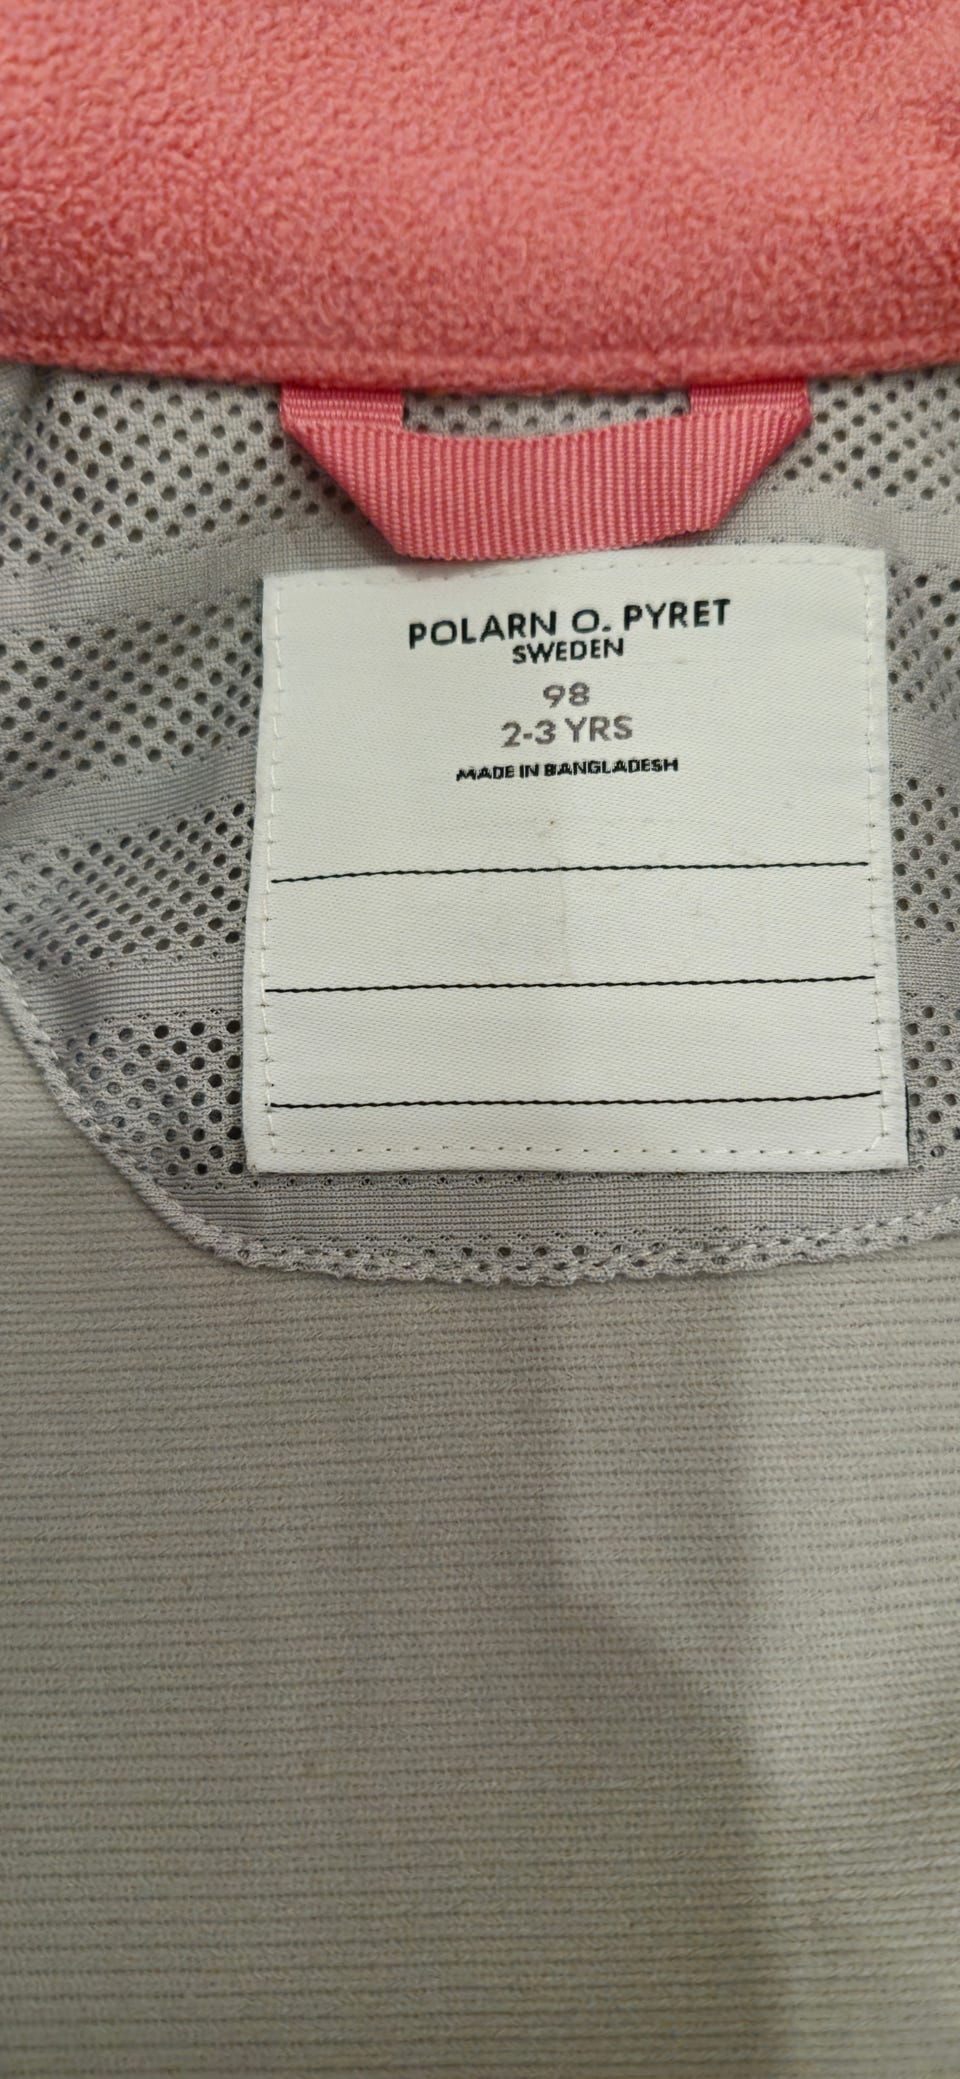 POLARN O. PYRET
SWEDEN
98
2-3 YRS
MADE IN BANGLADESH